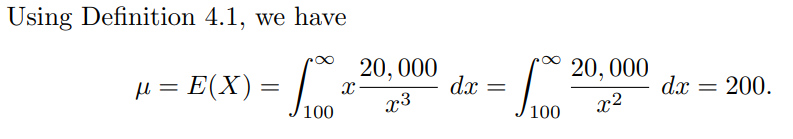 Using Definition 4.1, we have
μ = E(X) = ∫₁₀₀^∞ x 20,000/x³ dx = ∫₁₀₀^∞ 20,000/x² dx = 200.